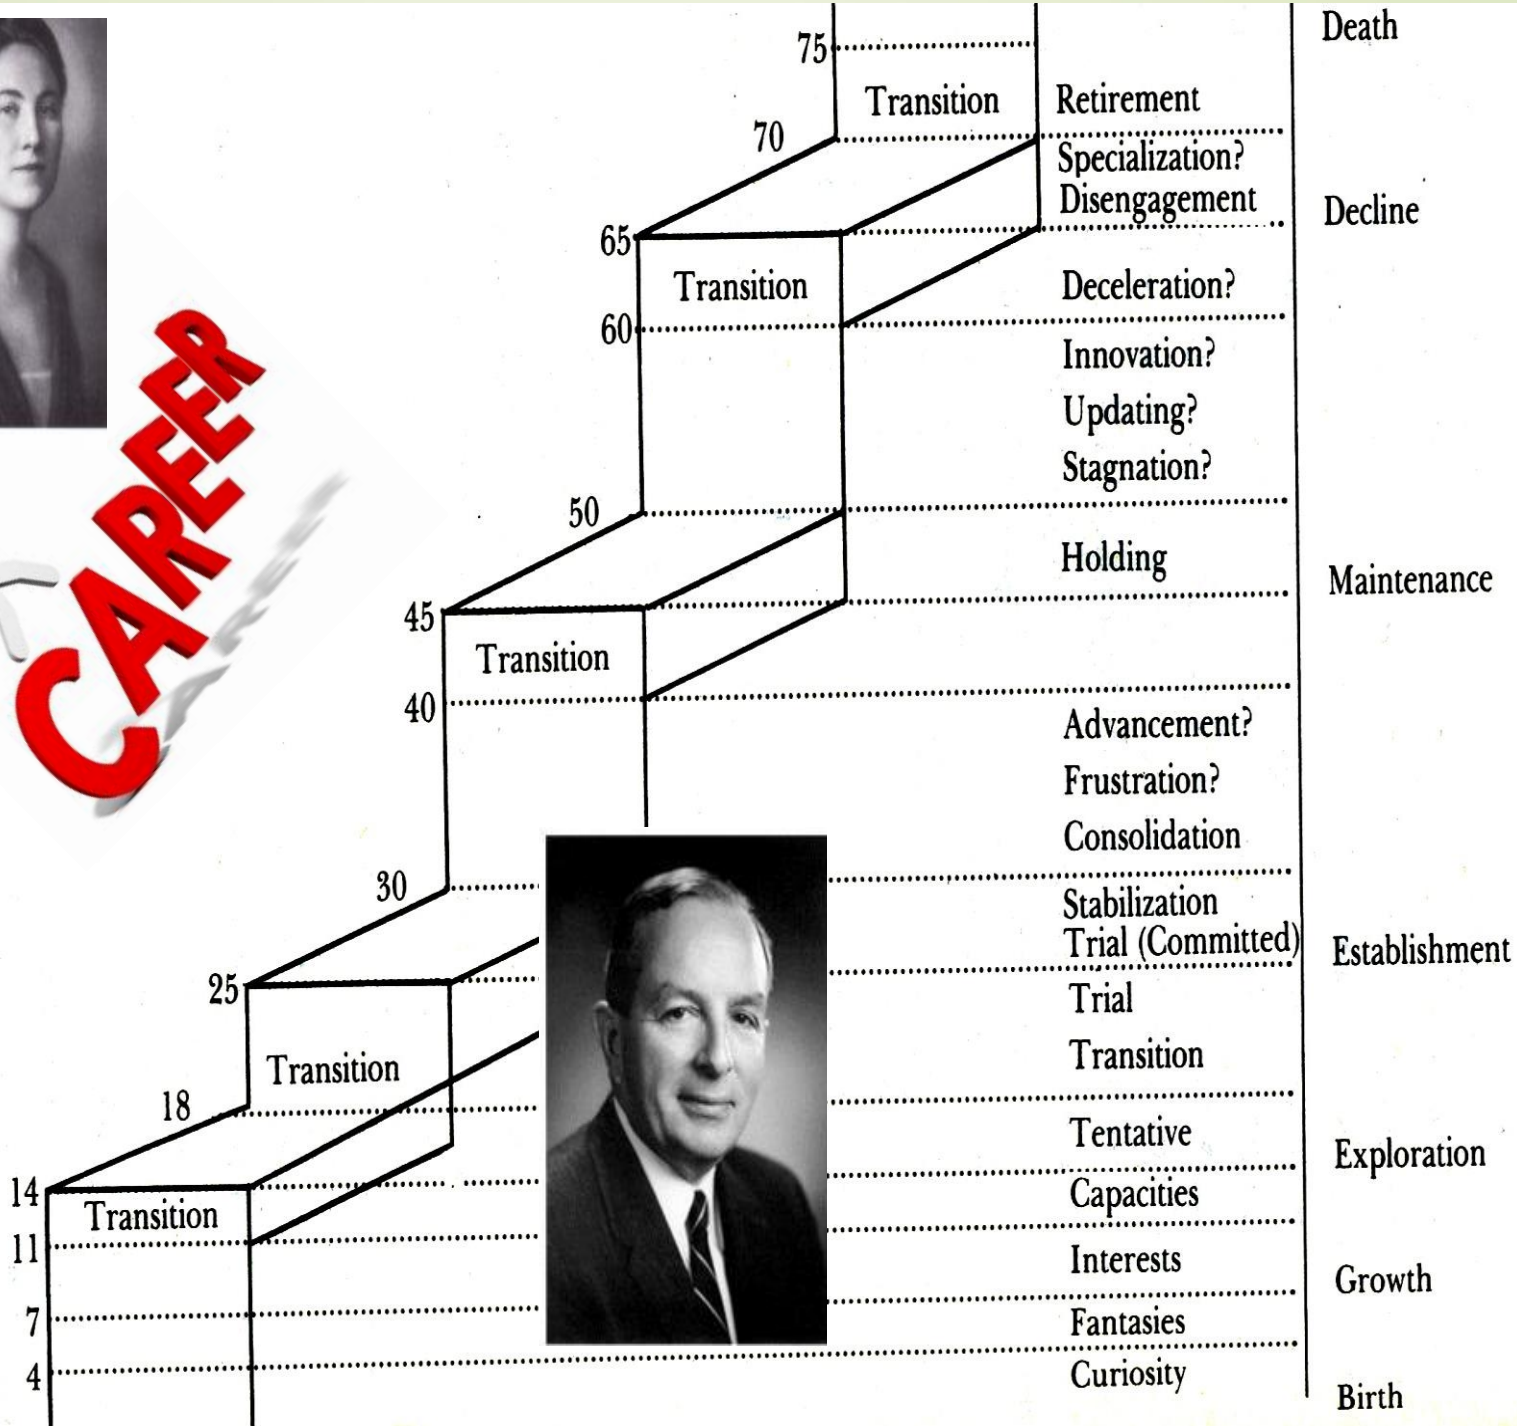 Death
75
Transition Retirement
70
Specialization?
Disengagement
Decline
65
Transition Deceleration?
60
Innovation?
Updating?
Stagnation?
50
Holding
Maintenance
45
Transition
40
Advancement?
Frustration?
Consolidation
30
Stabilization
Trial (Committed)
Establishment
25
Trial
Transition Transition
18
Tentative
Exploration
14
Capacities
Transition
11
Interests
Growth
7
Fantasies
4
Curiosity
Birth
CAREER